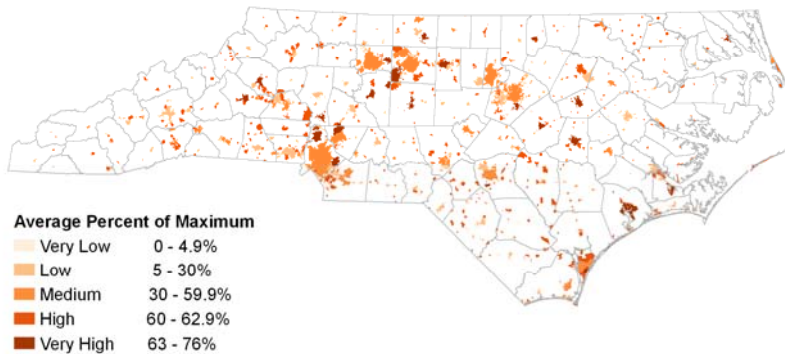 Average Percent of Maximum
Very Low 0 - 4.9%
Low 5 - 30%
Medium 30 - 59.9%
High 60 - 62.9%
Very High 63 - 76%